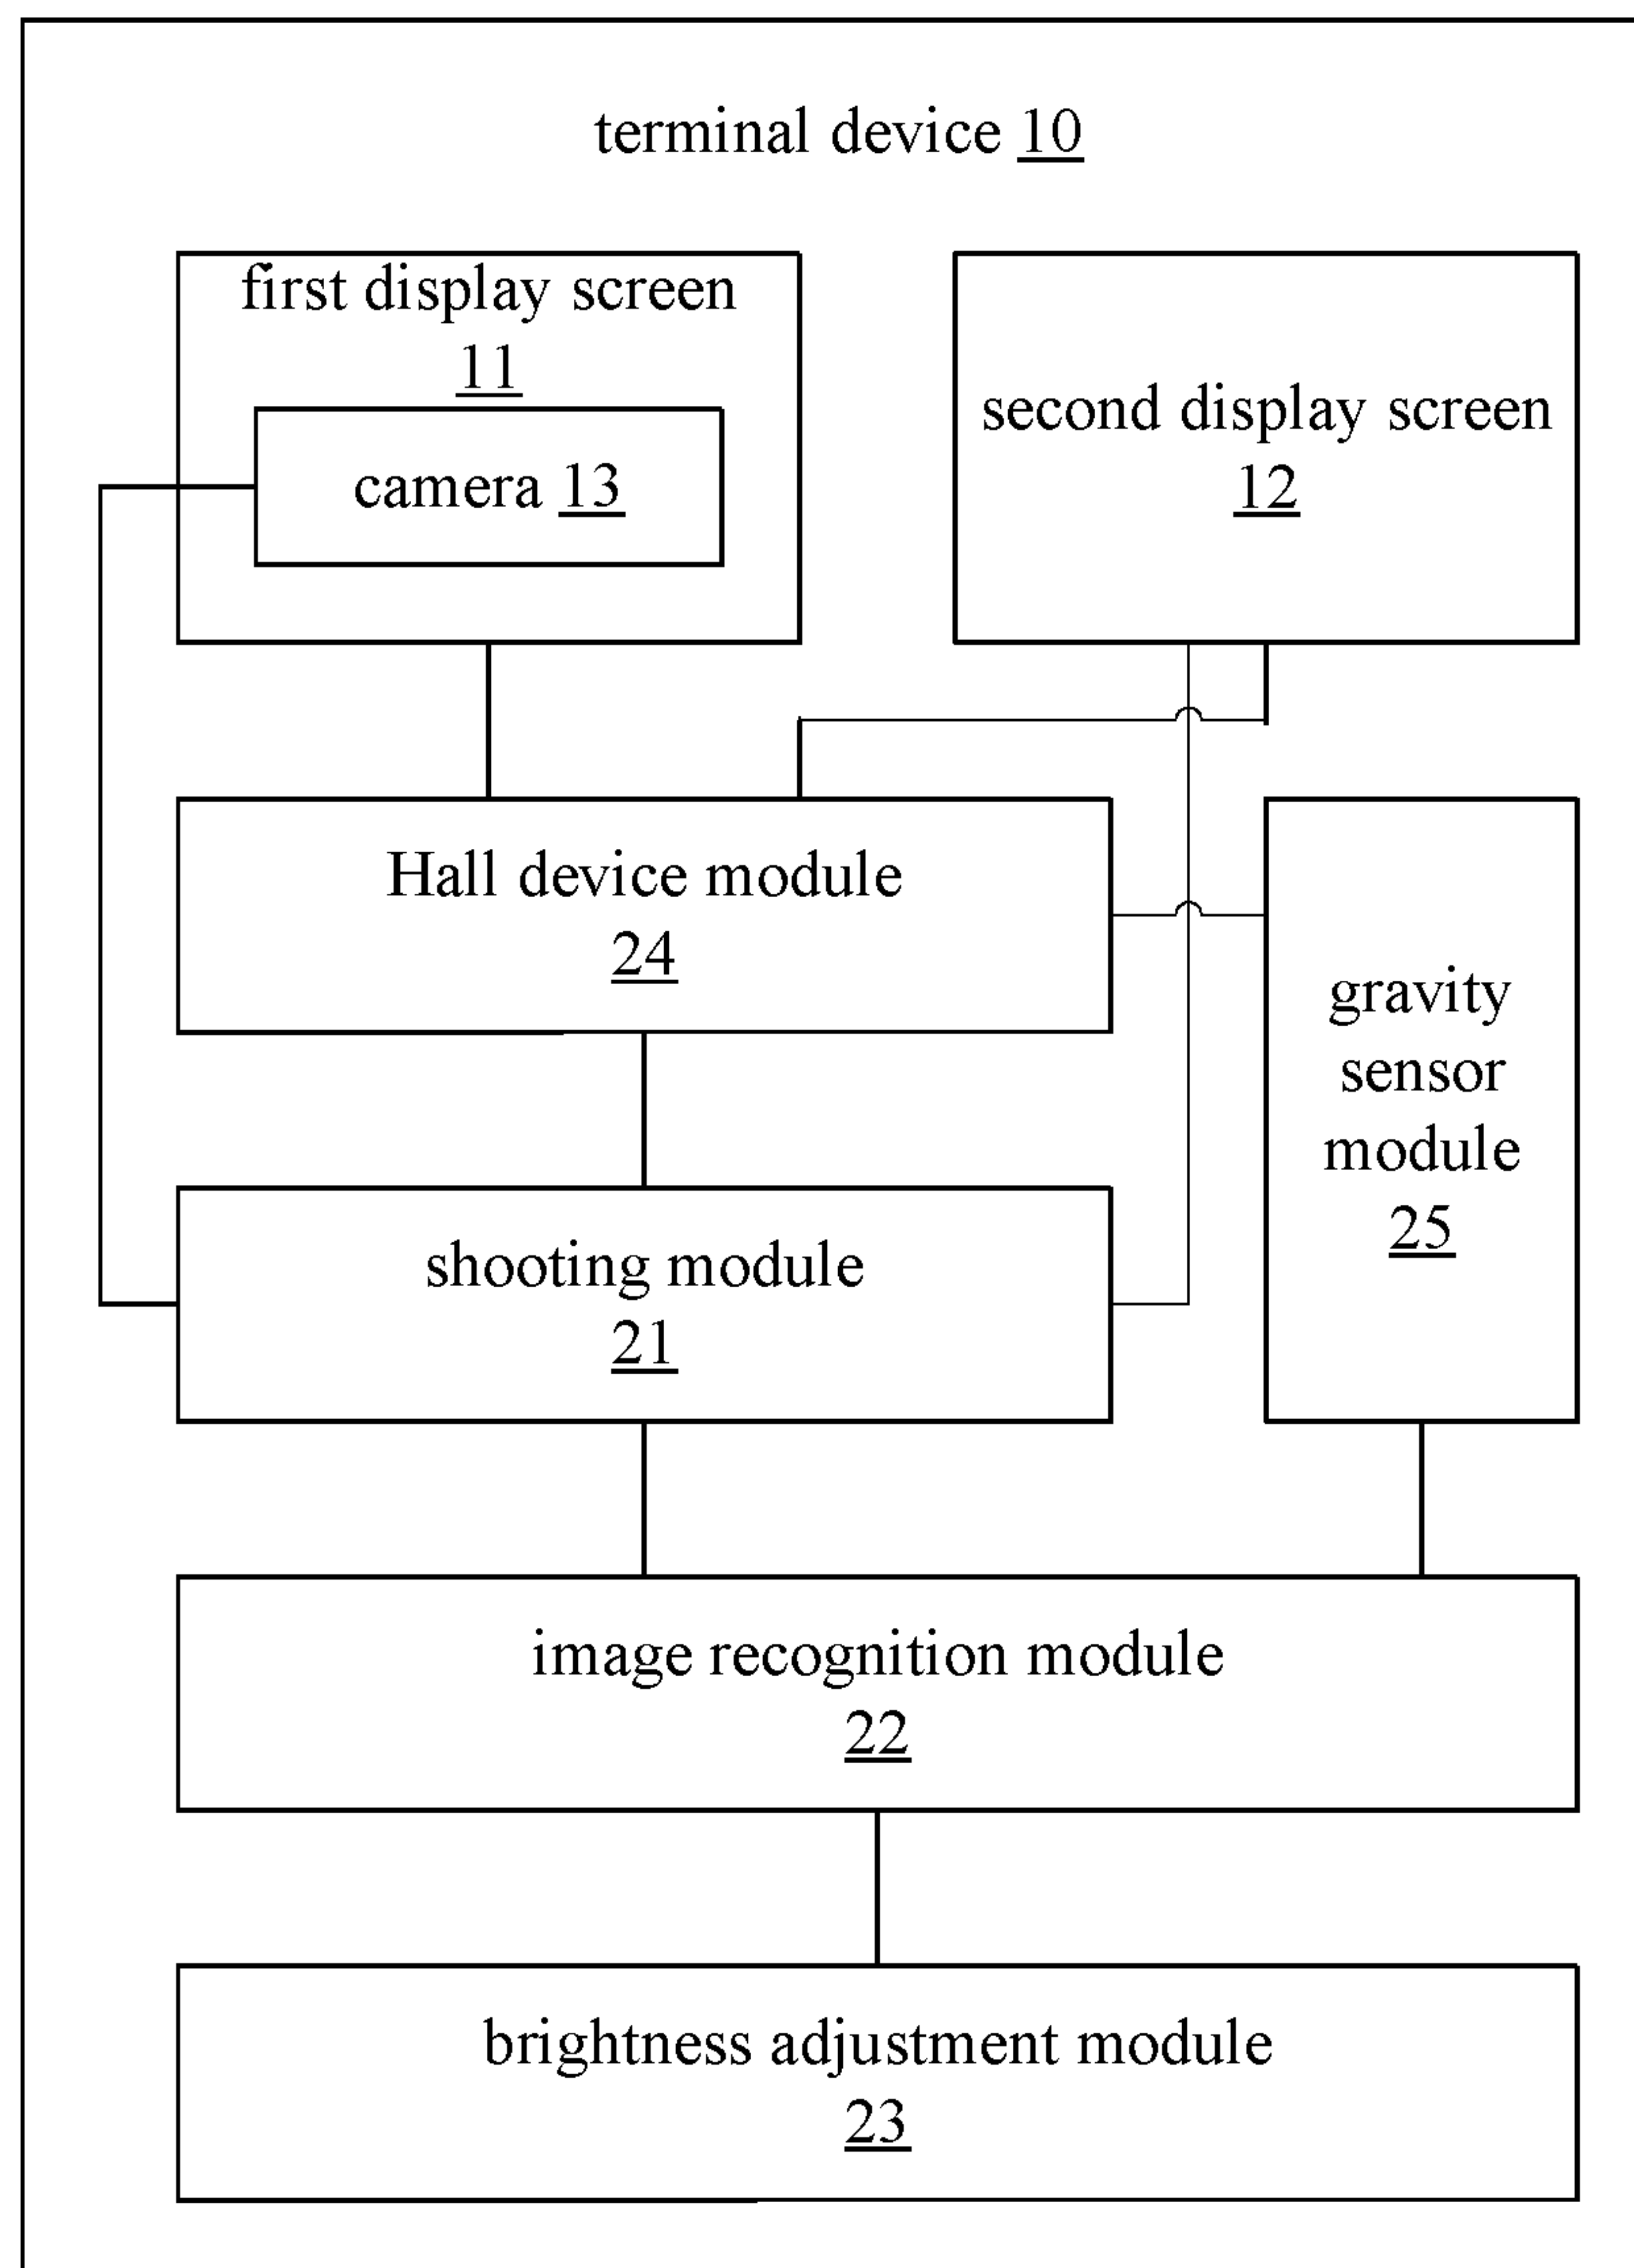 terminal device 10
first display screen
11
camera 13
second display screen
12
Hall device module
24
gravity
sensor
module
25
shooting module
21
image recognition module
22
brightness adjustment module
23